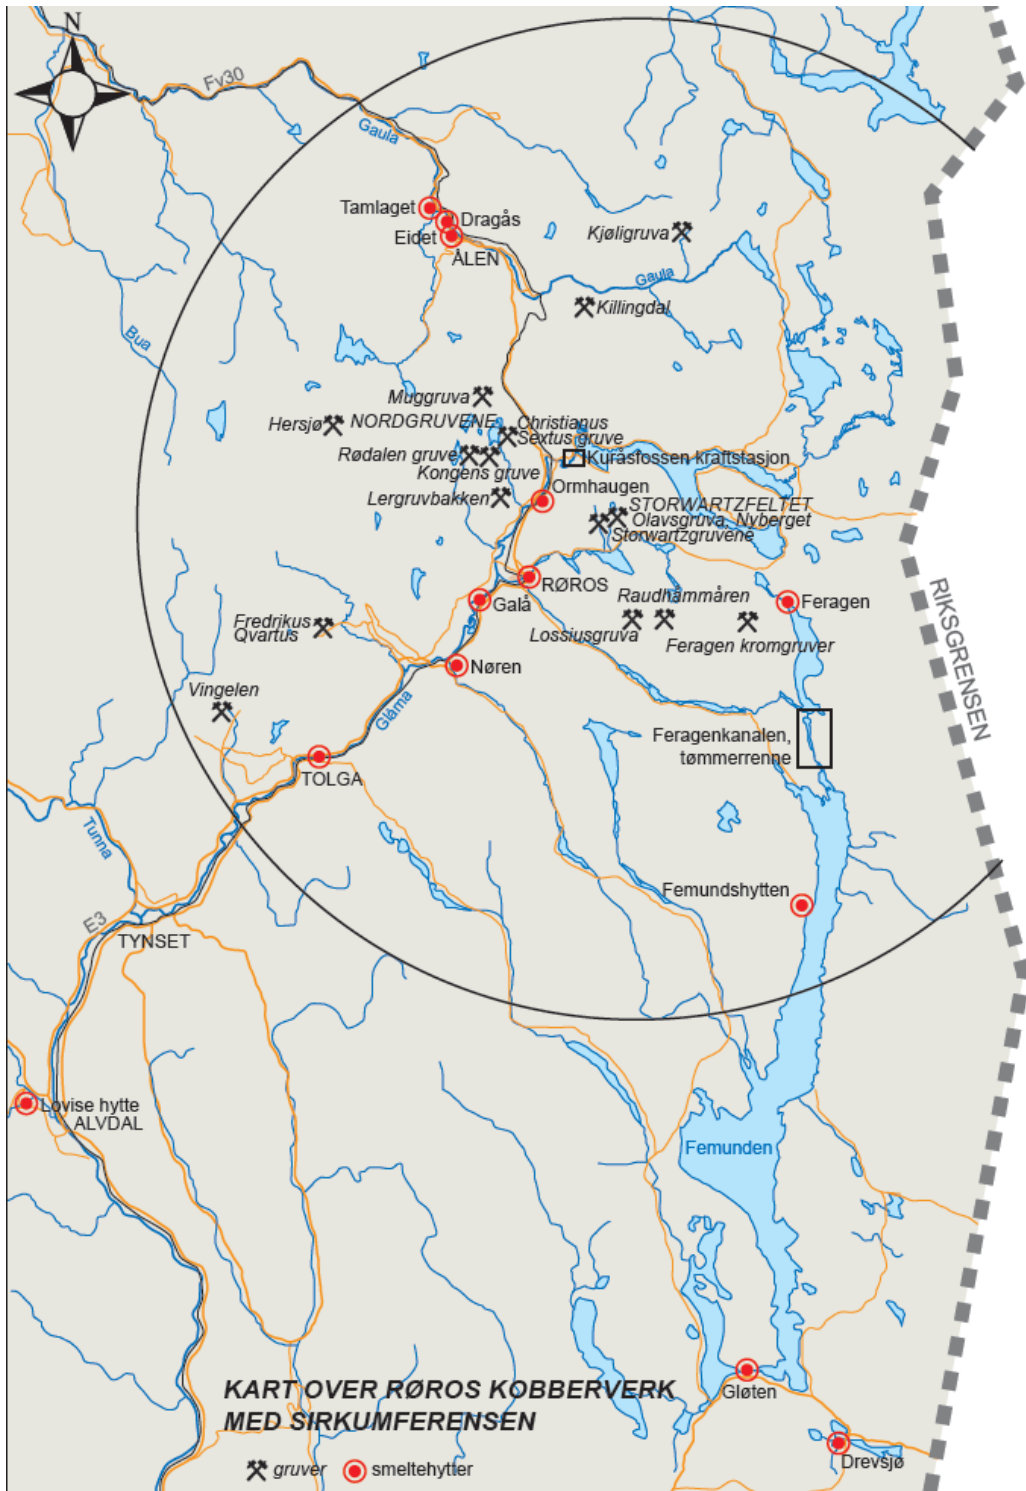 N
Fv30
Gaula
Tamlaget
Dragås
Eidet
ÅLEN
Kjøligruva
Gaula
Killingdal
Bua
Muggruva
Hersjø
NORDGRUVENE
Christianus
Sextus gruve
Rødalen gruve
Kongens gruve
Kuråsfossen kraftstasjon
Lergruvbakken
Ormhaugen
STORWARTZFELTET
Olavsgruva, Nyberget
Storwartzgruvene
RØROS
Galå
Raudhammåren
Feragen
Lossiusgruva
Feragen kromgruver
Fredrikus
Qvartus
Nøren
RIKSGRENSEN
Vingelen
Glåma
Feragenkanalen,
tømmerrenne
TOLGA
Tunna
Femundshytten
E3
TYNSET
Lovise hytte
ALVDAL
Femunden
Gløten
KART OVER RØROS KOBBERVERK
MED SIRKUMFERENSEN
Drevsjø
gruver
smeltehytter